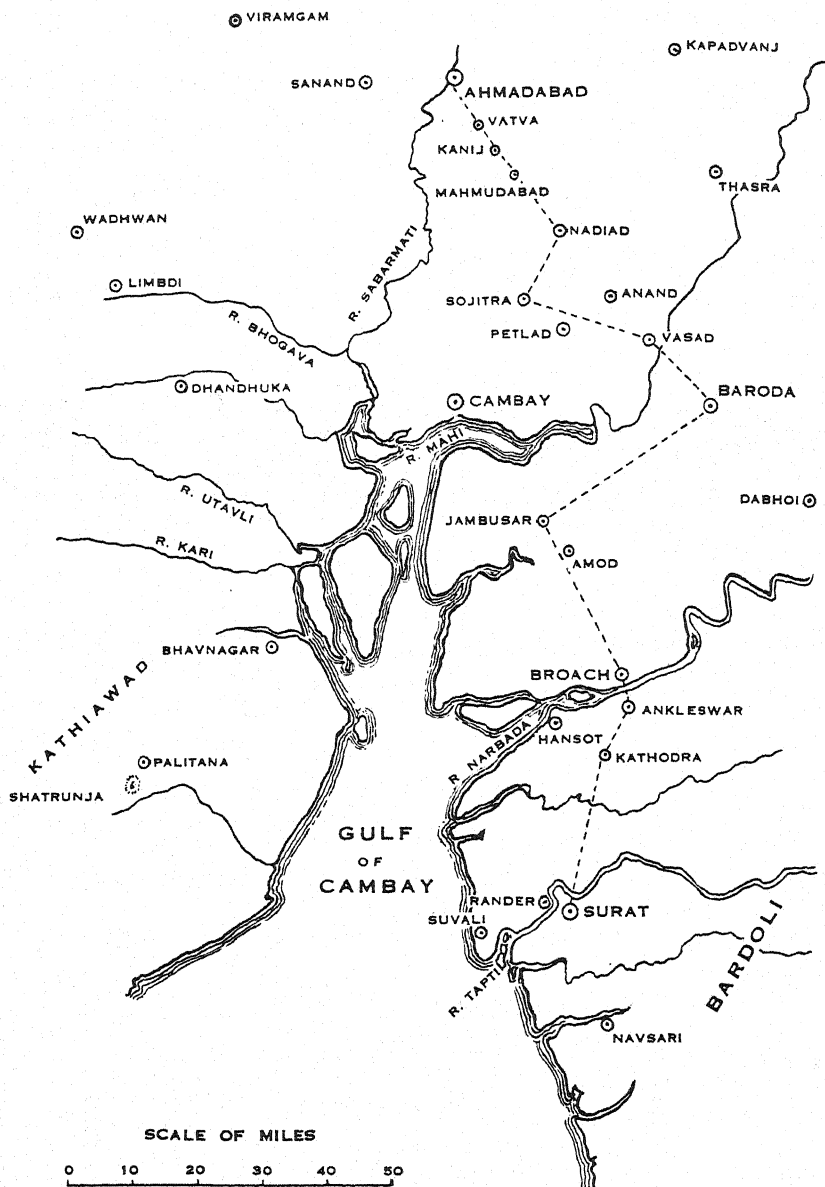 VIRAMGAM
KAPADVANJ
SANAND
AHMADABAD
VATVA
KANIJ
MAHMUDABAD
THASRA
WADHWAN
NADIAD
R. SABARMATI
LIMBDI
SOJITRA
ANAND
R. BHOGAVA
PETLAD
VASAD
DHANDHUKA
CAMBAY
BARODA
R. MAHI
R. UTAVLI
DABHOI
JAMBUSAR
R. KARI
AMOD
BHAVNAGAR
KATHIAWAD
BROACH
ANKLESWAR
HANSOT
R. NARBADA
KATHODRA
PALITANA
SHATRUNJA
GULF
OF
CAMBAY
RANDER
SURAT
SUVALI
BARDOLI
R. TAPTI
NAVSARI
SCALE OF MILES
0 10 20 30 40 50